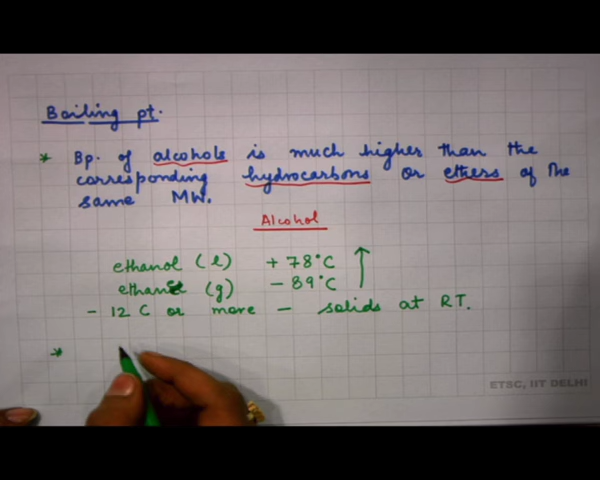 Boiling pt.
* Bp. of alcohols is much higher than the
corresponding hydrocarbons or ethers of the
same MW.
Alcohol
ethanol (l) + 78°C
ethane (g) - 89°C
- 12 C or more - solids at RT.
*
ETSC, IIT DELHI